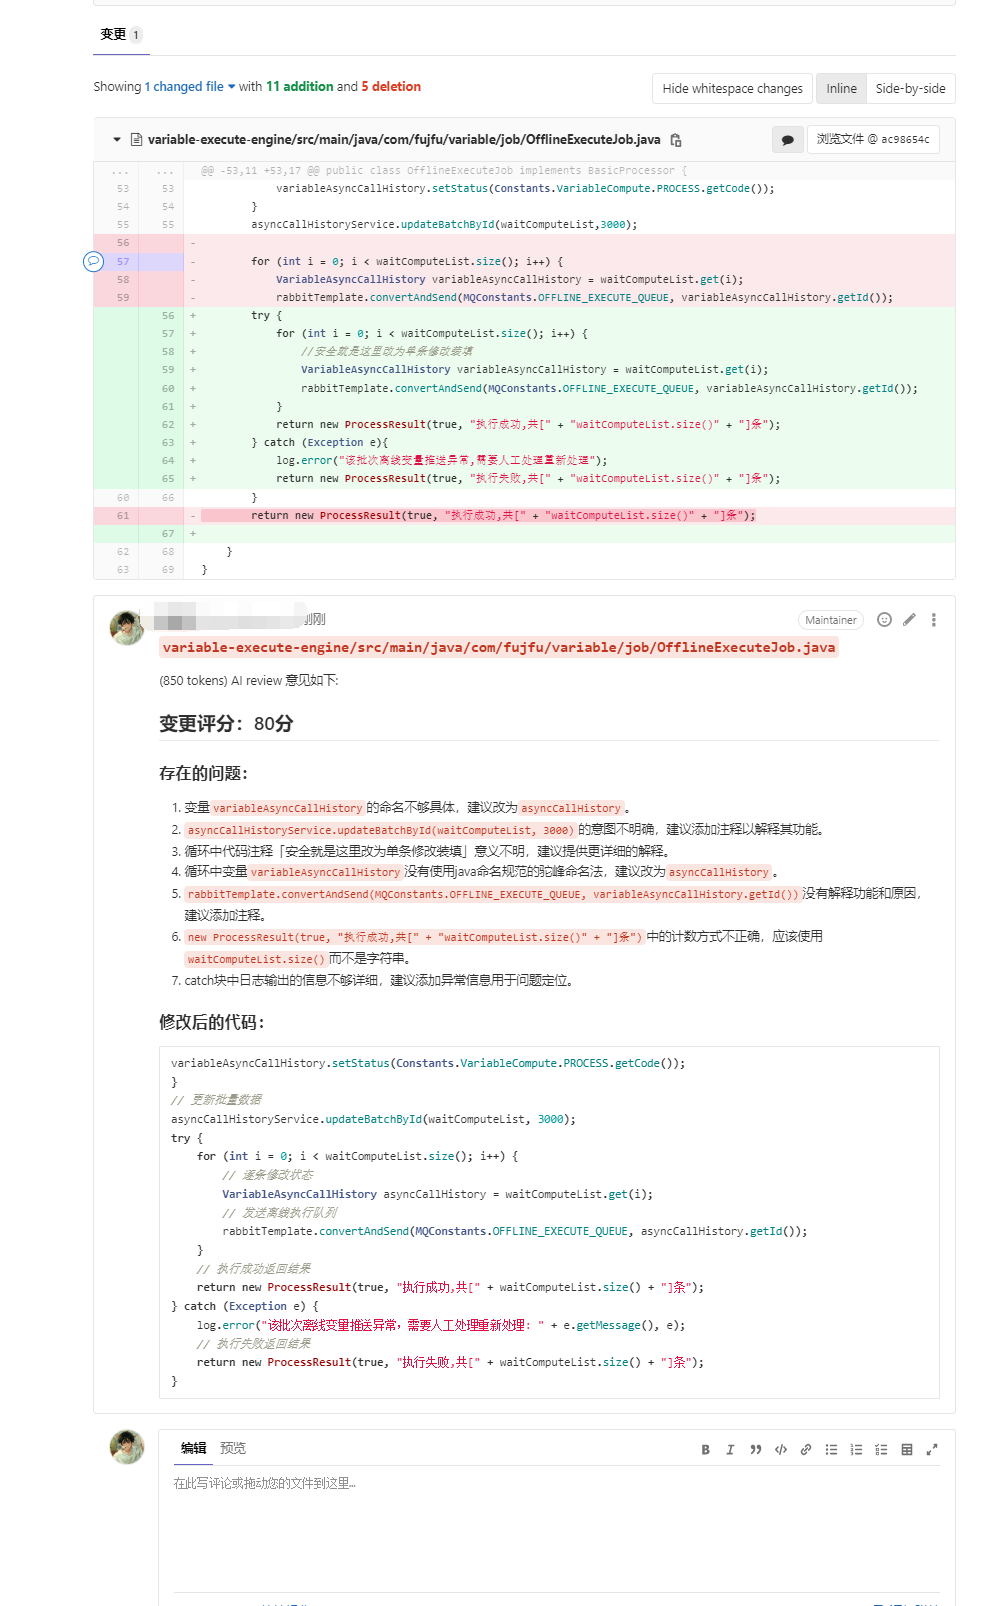 变更 1
Showing 1 changed file with 11 addition and 5 deletion
Hide whitespace changes Inline Side-by-side
variable-execute-engine/src/main/java/com/fujfu/variable/job/OfflineExecuteJob.java 浏览文件 @ ac98654c
... ... @@ -53,11 +53,17 @@ public class OfflineExecuteJob implements BasicProcessor {
53 53 variableAsyncCallHistory.setStatus(Constants.VariableCompute.PROCESS.getCode());
54 54 }
55 55 asyncCallHistoryService.updateBatchById(waitComputeList,3000);
56 -
57 - for (int i = 0; i < waitComputeList.size(); i++) {
58 - VariableAsyncCallHistory variableAsyncCallHistory = waitComputeList.get(i);
59 - rabbitTemplate.convertAndSend(MQConstants.OFFLINE_EXECUTE_QUEUE, variableAsyncCallHistory.getId());
56 + try {
57 + for (int i = 0; i < waitComputeList.size(); i++) {
58 + //安全就是这里改为单条修改装填
59 + VariableAsyncCallHistory variableAsyncCallHistory = waitComputeList.get(i);
60 + rabbitTemplate.convertAndSend(MQConstants.OFFLINE_EXECUTE_QUEUE, variableAsyncCallHistory.getId());
61 + }
62 + return new ProcessResult(true, "执行成功,共[" + "waitComputeList.size()" + "]条");
63 + } catch (Exception e){
64 + log.error("该批次离线变量推送异常,需要人工处理重新处理");
65 + return new ProcessResult(true, "执行失败,共[" + "waitComputeList.size()" + "]条");
60 66 }
61 - return new ProcessResult(true, "执行成功,共[" + "waitComputeList.size()" + "]条");
67 +
62 68 }
63 69 }
刚刚 Maintainer
variable-execute-engine/src/main/java/com/fujfu/variable/job/OfflineExecuteJob.java
(850 tokens) AI review 意见如下:
变更评分：80分
存在的问题：
1. 变量 variableAsyncCallHistory 的命名不够具体，建议改为 asyncCallHistory 。
2. asyncCallHistoryService.updateBatchById(waitComputeList, 3000) 的意图不明确，建议添加注释以解释其功能。
3. 循环中代码注释「安全就是这里改为单条修改装填」意义不明，建议提供更详细的解释。
4. 循环中变量 variableAsyncCallHistory 没有使用java命名规范的驼峰命名法，建议改为 asyncCallHistory 。
5. rabbitTemplate.convertAndSend(MQConstants.OFFLINE_EXECUTE_QUEUE, variableAsyncCallHistory.getId()) 没有解释功能和原因，
建议添加注释。
6. new ProcessResult(true, "执行成功,共[" + "waitComputeList.size()" + "]条") 中的计数方式不正确，应该使用
waitComputeList.size() 而不是字符串。
7. catch块中日志输出的信息不够详细，建议添加异常信息用于问题定位。
修改后的代码：
variableAsyncCallHistory.setStatus(Constants.VariableCompute.PROCESS.getCode());
}
// 更新批量数据
asyncCallHistoryService.updateBatchById(waitComputeList, 3000);
try {
for (int i = 0; i < waitComputeList.size(); i++) {
// 逐条修改状态
VariableAsyncCallHistory asyncCallHistory = waitComputeList.get(i);
// 发送离线执行队列
rabbitTemplate.convertAndSend(MQConstants.OFFLINE_EXECUTE_QUEUE, asyncCallHistory.getId());
}
// 执行成功返回结果
return new ProcessResult(true, "执行成功,共[" + waitComputeList.size() + "]条");
} catch (Exception e) {
log.error("该批次离线变量推送异常，需要人工处理重新处理：" + e.getMessage(), e);
// 执行失败返回结果
return new ProcessResult(true, "执行失败,共[" + waitComputeList.size() + "]条");
}
编辑 预览
在此写评论或拖动您的文件到这里...